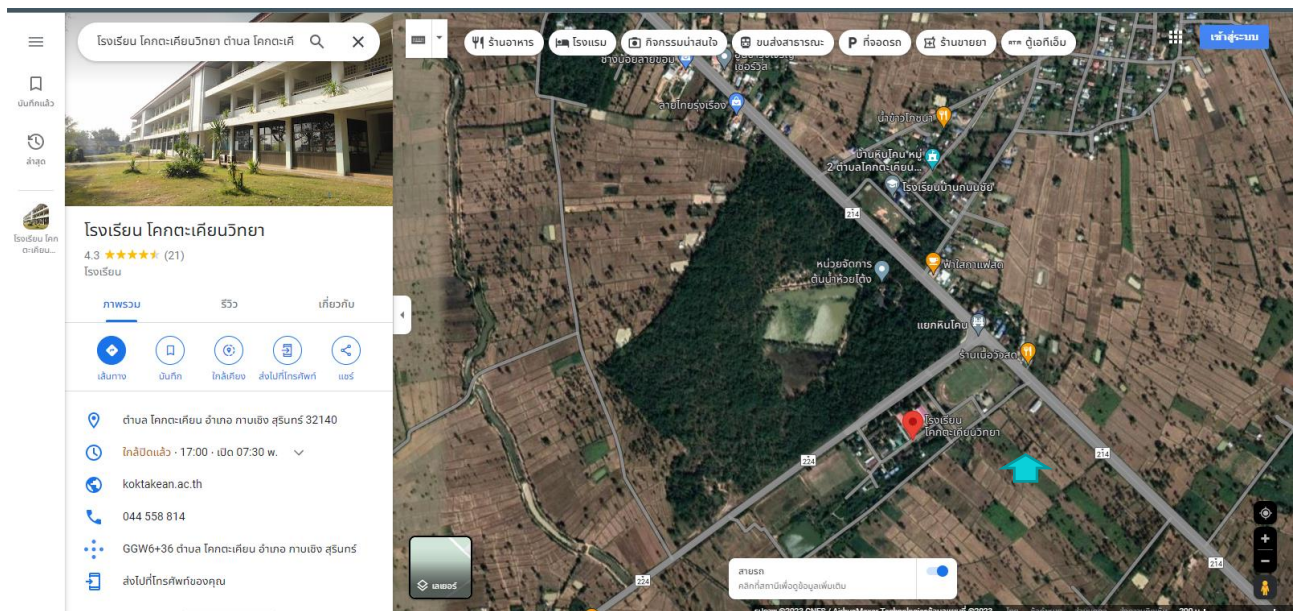 โรงเรียน โคกตะเคียนวิทยา ตำบล โคกตะเคี
บันทึกแล้ว
ล่าสุด
โรงเรียน โคก
ตะเคียน...
โรงเรียน โคกตะเคียนวิทยา
4.3 (21)
โรงเรียน
ภาพรวม
รีวิว
เกี่ยวกับ
เส้นทาง
บันทึก
ใกล้เคียง
ส่งไปที่โทรศัพท์
แชร์
ตำบล โคกตะเคียน อำเภอ กาบเชิง สุรินทร์ 32140
ใกล้ปิดแล้ว · 17:00 · เปิด 07:30 พ.
koktakean.ac.th
044 558 814
GGW6+36 ตำบล โคกตะเคียน อำเภอ กาบเชิง สุรินทร์
ส่งไปที่โทรศัพท์ของคุณ
ร้านอาหาร
โรงแรม
กิจกรรมน่าสนใจ
ขนส่งสาธารณะ
P ที่จอดรถ
ร้านขายยา
ATM ตู้เอทีเอ็ม
เข้าสู่ระบบ
เซอร์วิส
ลายไทยรุ่งเรือง
บ้านหินโคน หมู่
2 ตำบลโคกตะเคียน...
โรงเรียนบ้านถนนชัย
214
หน่วยจัดการ
ต้นน้ำห้วยโต้ง
ฟ้าใสกาแฟสด
แยกหินโคน
ร้านเนื้อวัวสด
โรงเรียน
โคกตะเคียนวิทยา
224
214
224
214
เลเยอร์
สายรถ
คลิกที่สถานีเพื่อดูข้อมูลเพิ่มเติม